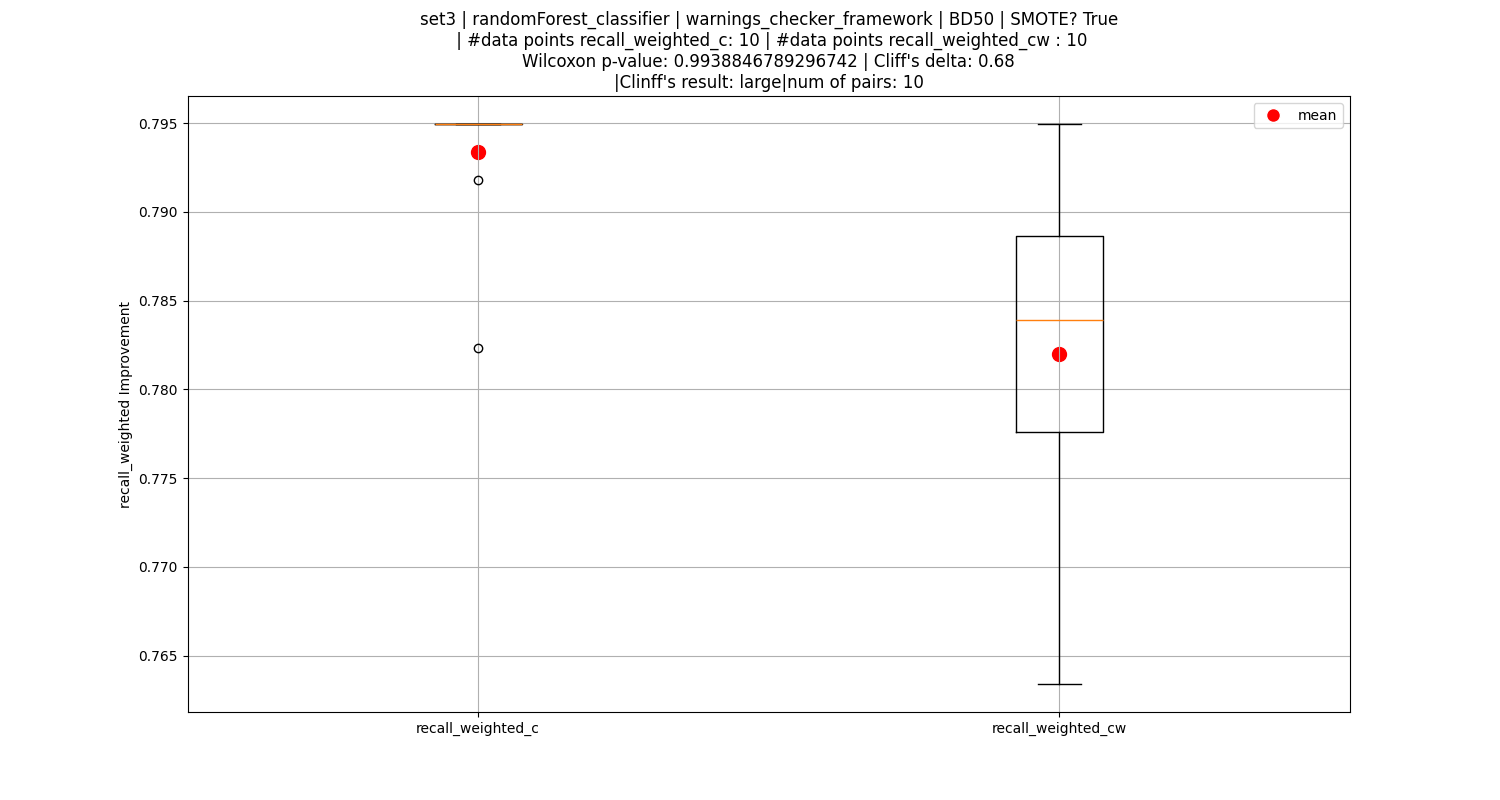 set3 | randomForest_classifier | warnings_checker_framework | BD50 | SMOTE? True
| #data points recall_weighted_c: 10 | #data points recall_weighted_cw : 10
Wilcoxon p-value: 0.9938846789296742 | Cliff's delta: 0.68
|Clinff's result: large|num of pairs: 10
mean
0.795
0.790
0.785
0.780
0.775
0.770
0.765
recall_weighted Improvement
recall_weighted_c
recall_weighted_cw